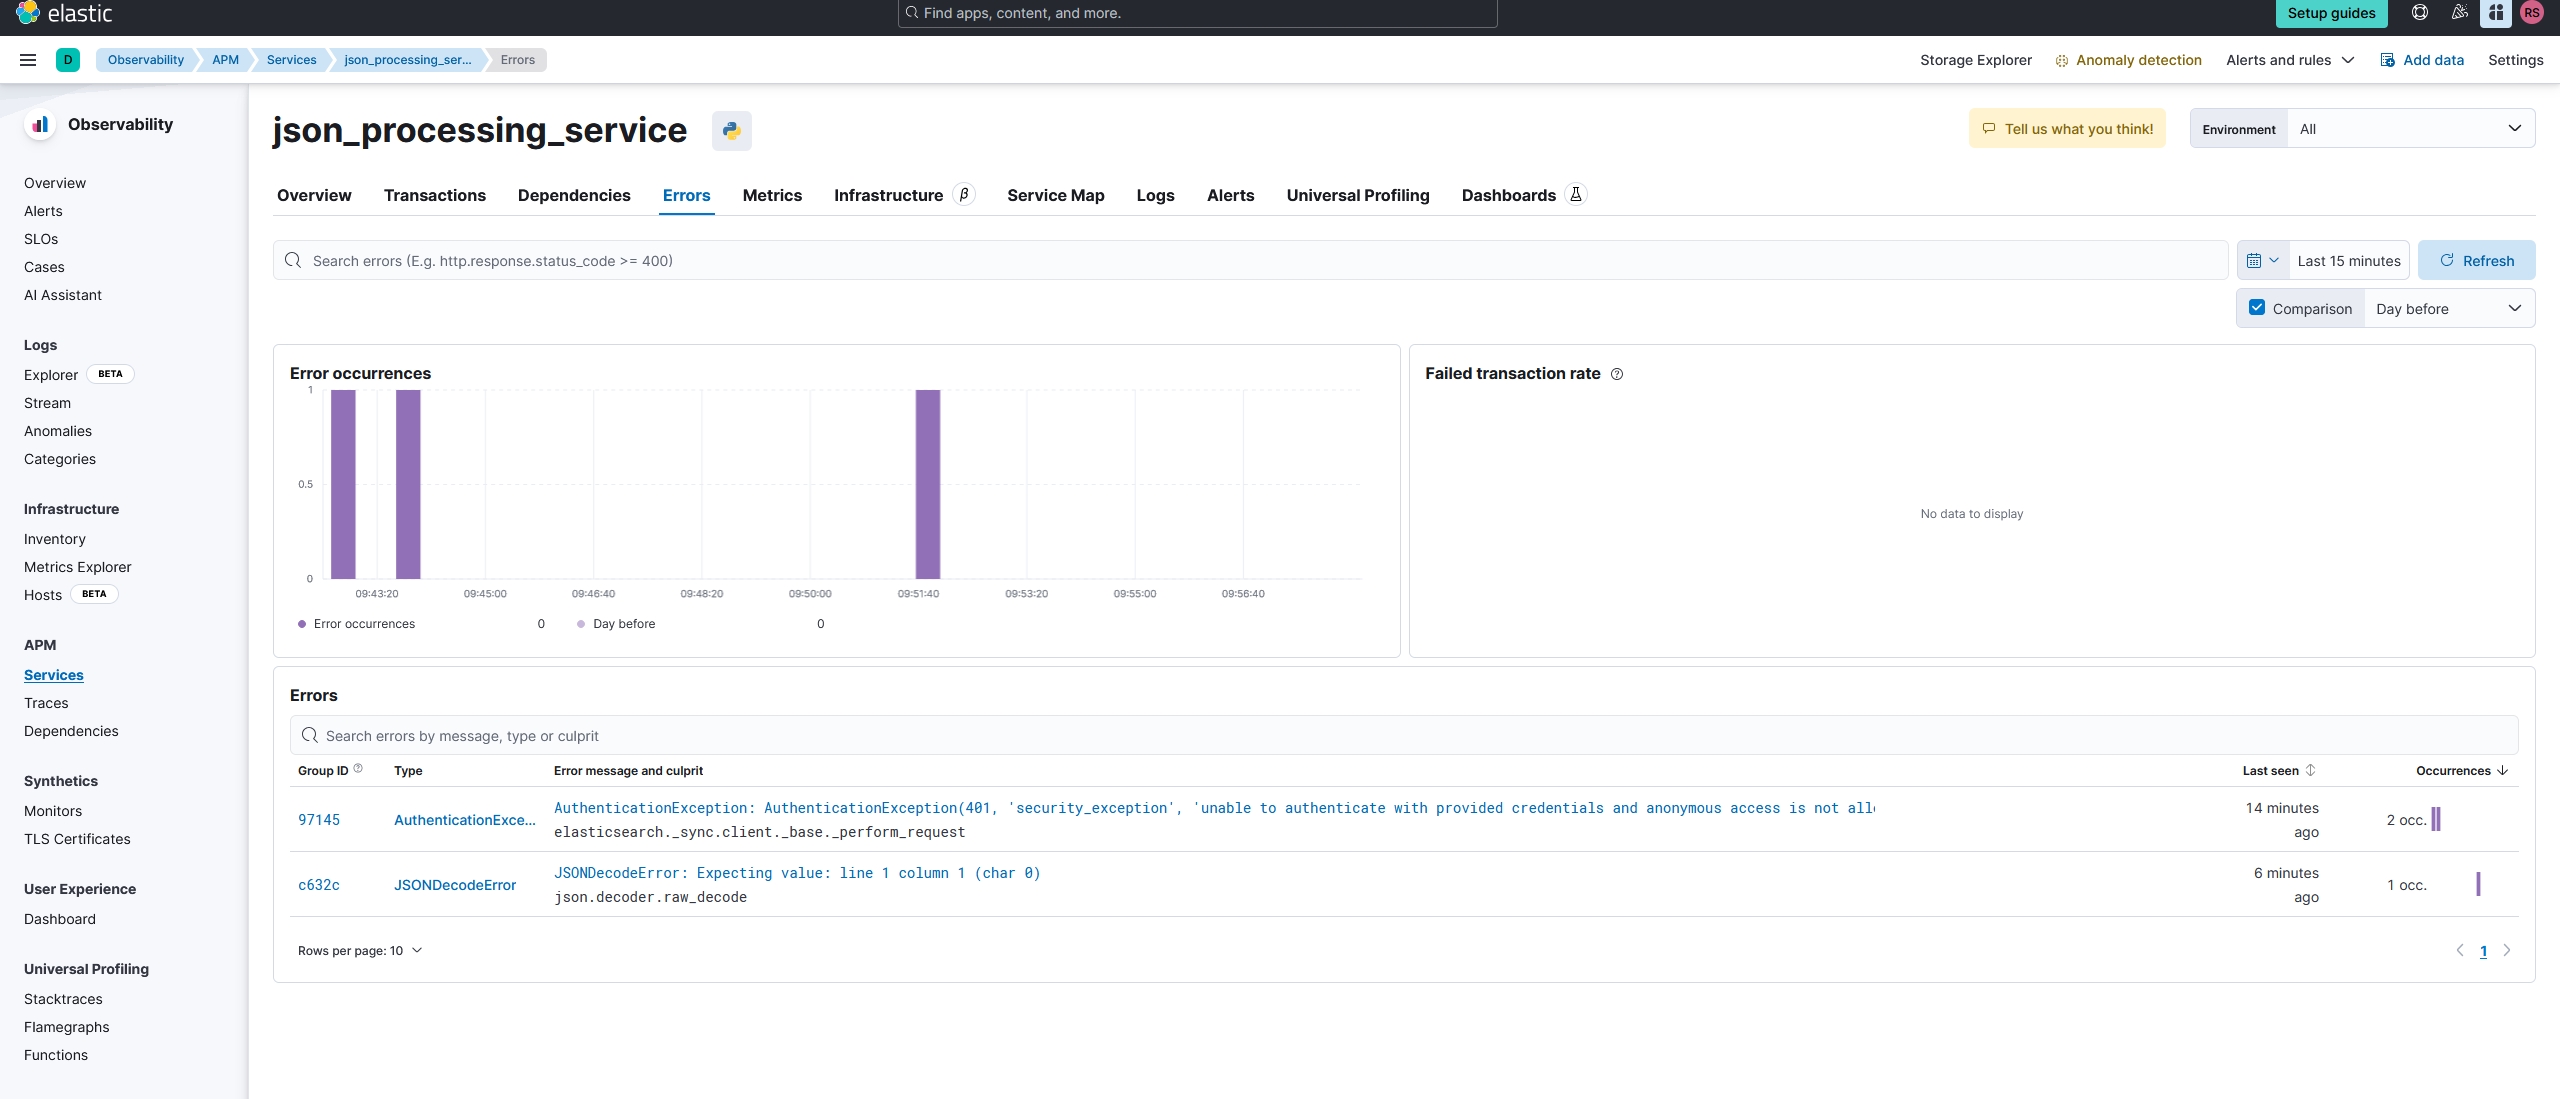 elastic
Find apps, content, and more.
Setup guides
RS
D
Observability
APM
Services
json_processing_ser...
Errors
Storage Explorer
Anomaly detection
Alerts and rules
Add data
Settings
Observability
Overview
Alerts
SLOs
Cases
AI Assistant
Logs
Explorer BETA
Stream
Anomalies
Categories
Infrastructure
Inventory
Metrics Explorer
Hosts BETA
APM
Services
Traces
Dependencies
Synthetics
Monitors
TLS Certificates
User Experience
Dashboard
Universal Profiling
Stacktraces
Flamegraphs
Functions
json_processing_service
Tell us what you think!
Environment All
Overview Transactions Dependencies Errors Metrics Infrastructure β Service Map Logs Alerts Universal Profiling Dashboards
Search errors (E.g. http.response.status_code >= 400)
Last 15 minutes
Refresh
Comparison Day before
Error occurrences
1
0.5
0
09:43:20 09:45:00 09:46:40 09:48:20 09:50:00 09:51:40 09:53:20 09:55:00 09:56:40
Error occurrences 0 Day before 0
Failed transaction rate
No data to display
Errors
Search errors by message, type or culprit
Group ID Type Error message and culprit Last seen Occurrences
97145 AuthenticationExce... AuthenticationException: AuthenticationException(401, 'security_exception', 'unable to authenticate with provided credentials and anonymous access is not all
elasticsearch._sync.client._base._perform_request
14 minutes
ago
2 occ.
c632c JSONDecodeError JSONDecodeError: Expecting value: line 1 column 1 (char 0)
json.decoder.raw_decode
6 minutes
ago
1 occ.
Rows per page: 10
1